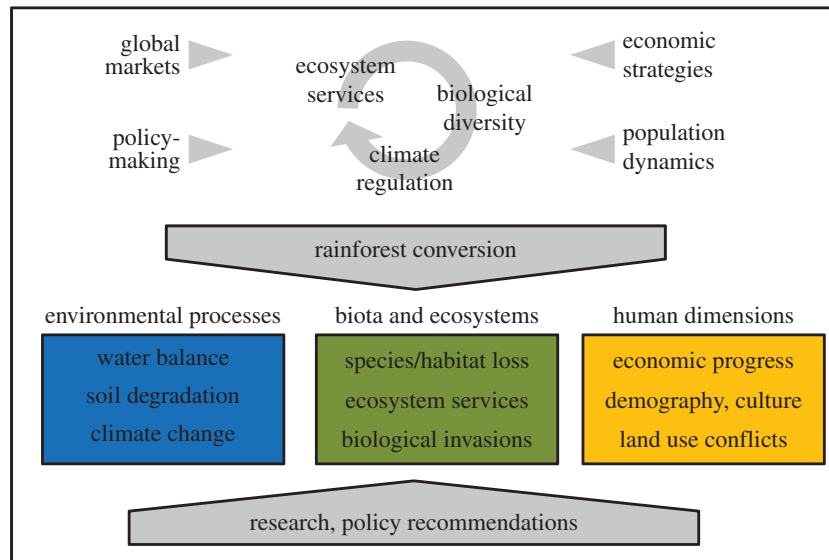 global
markets
economic
strategies
ecosystem
services
biological
diversity
policy-
making
climate
regulation
population
dynamics
rainforest conversion
environmental processes
biota and ecosystems
human dimensions
water balance
soil degradation
climate change
species/habitat loss
ecosystem services
biological invasions
economic progress
demography, culture
land use conflicts
research, policy recommendations